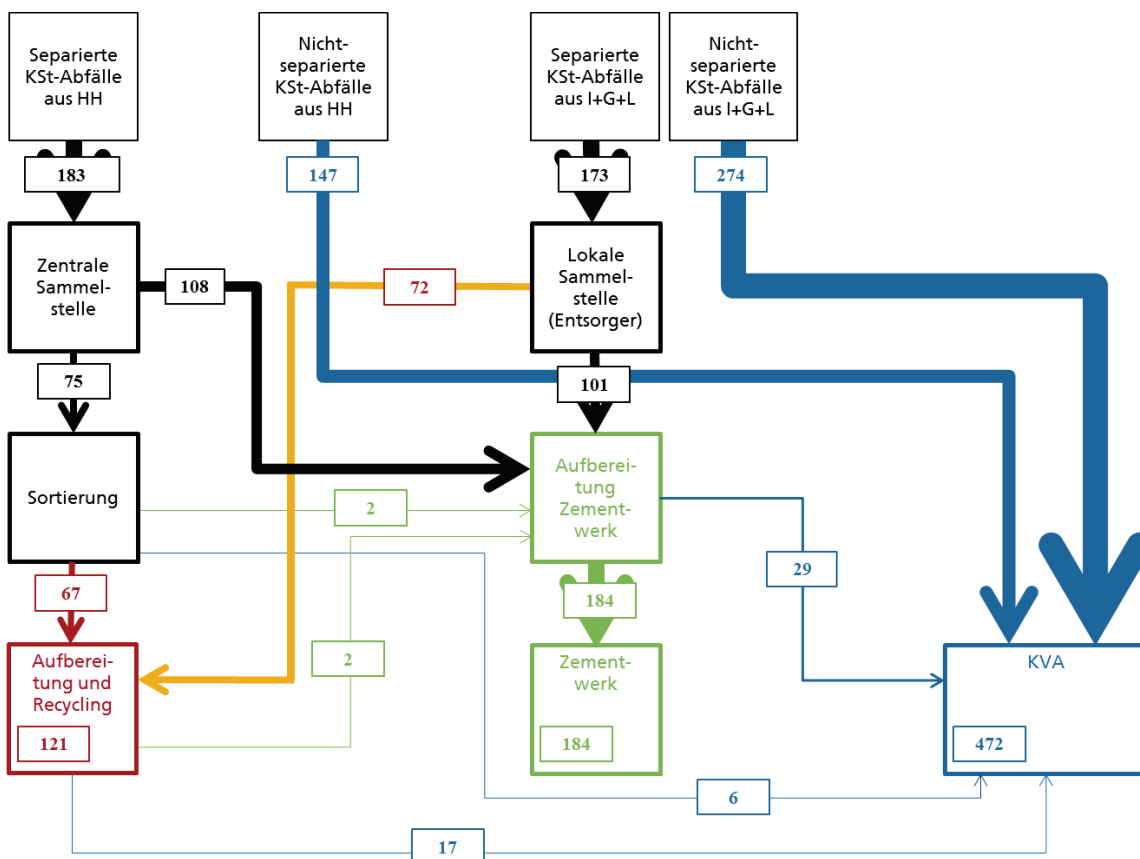 Separierte
KSt-Abfälle
aus HH
Nicht-
separierte
KSt-Abfälle
aus HH
Separierte
KSt-Abfälle
aus I+G+L
Nicht-
separierte
KSt-Abfälle
aus I+G+L
183
147
173
274
Zentrale
Sammel-
stelle
108
72
Lokale
Sammel-
stelle
(Entsorger)
75
101
Sortierung
Aufberei-
tung
Zement-
werk
2
67
184
29
Aufberei-
tung und
Recycling
121
2
Zement-
werk
184
KVA
472
6
17